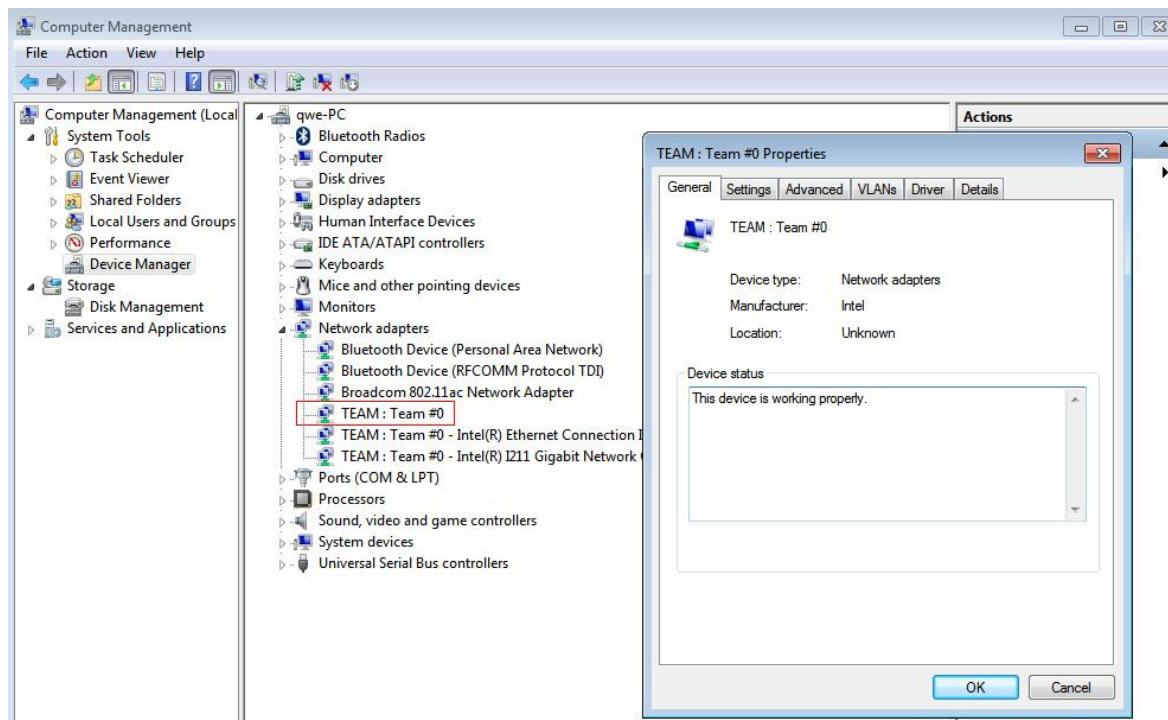 Computer Management
File Action View Help
Computer Management (Local
System Tools
Task Scheduler
Event Viewer
Shared Folders
Local Users and Groups
Performance
Device Manager
Storage
Disk Management
Services and Applications
qwe-PC
Bluetooth Radios
Computer
Disk drives
Display adapters
Human Interface Devices
IDE ATA/ATAPI controllers
Keyboards
Mice and other pointing devices
Monitors
Network adapters
Bluetooth Device (Personal Area Network)
Bluetooth Device (RFCOMM Protocol TDI)
Broadcom 802.11ac Network Adapter
TEAM : Team #0
TEAM : Team #0 - Intel(R) Ethernet Connection I
TEAM : Team #0 - Intel(R) I211 Gigabit Network
Ports (COM & LPT)
Processors
Sound, video and game controllers
System devices
Universal Serial Bus controllers
Actions
TEAM : Team #0 Properties
General Settings Advanced VLANs Driver Details
TEAM : Team #0
Device type: Network adapters
Manufacturer: Intel
Location: Unknown
Device status
This device is working properly.
OK Cancel